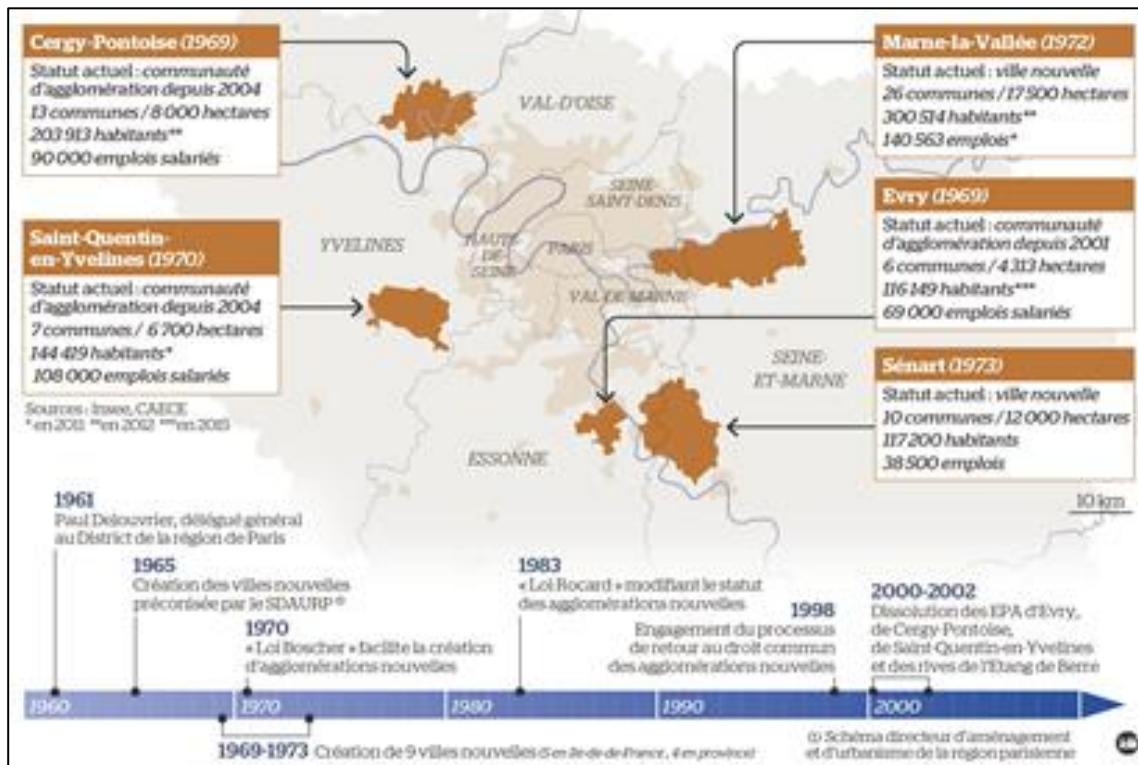 Cergy-Pontoise (1969)
Statut actuel : communauté
d'agglomération depuis 2004
13 communes / 8 000 hectares
203 913 habitants**
90 000 emplois salariés
Marne-la-Vallée (1972)
Statut actuel : ville nouvelle
26 communes / 17 500 hectares
300 514 habitants**
140 563 emplois*
Saint-Quentin-
en-Yvelines (1970)
Statut actuel : communauté
d'agglomération depuis 2004
7 communes / 6 700 hectares
144 419 habitants*
108 000 emplois salariés
Evry (1969)
Statut actuel : communauté
d'agglomération depuis 2001
6 communes / 4 313 hectares
116 149 habitants***
69 000 emplois salariés
Sénart (1973)
Statut actuel : ville nouvelle
10 communes / 12 000 hectares
117 200 habitants
38 500 emplois
VAL-D'OISE
SEINE-
SAINT-DENIS
YVELINES
HAUTS-
DE-
SEINE
PARIS
VAL DE MARNE
SEINE-
ET-MARNE
ESSONNE
Sources : Insee, CAECE
* en 2011 ** en 2012 *** en 2013
10 km
1961
Paul Delouvrier, délégué général
au District de la région de Paris
1965
Création des villes nouvelles
préconisée par le SDAURP (1)
1970
« Loi Boscher » facilite la création
d'agglomérations nouvelles
1983
« Loi Rocard » modifiant le statut
des agglomérations nouvelles
1998
Engagement du processus
de retour au droit commun
des agglomérations nouvelles
2000-2002
Dissolution des EPA d'Evry,
de Cergy-Pontoise,
de Saint-Quentin-en-Yvelines
et des rives de l'Etang de Berre
1960 1970 1980 1990 2000
1969-1973 Création de 9 villes nouvelles (5 en Ile-de-de-France, 4 en province)
(1) Schéma directeur d'aménagement
et d'urbanisme de la région parisienne